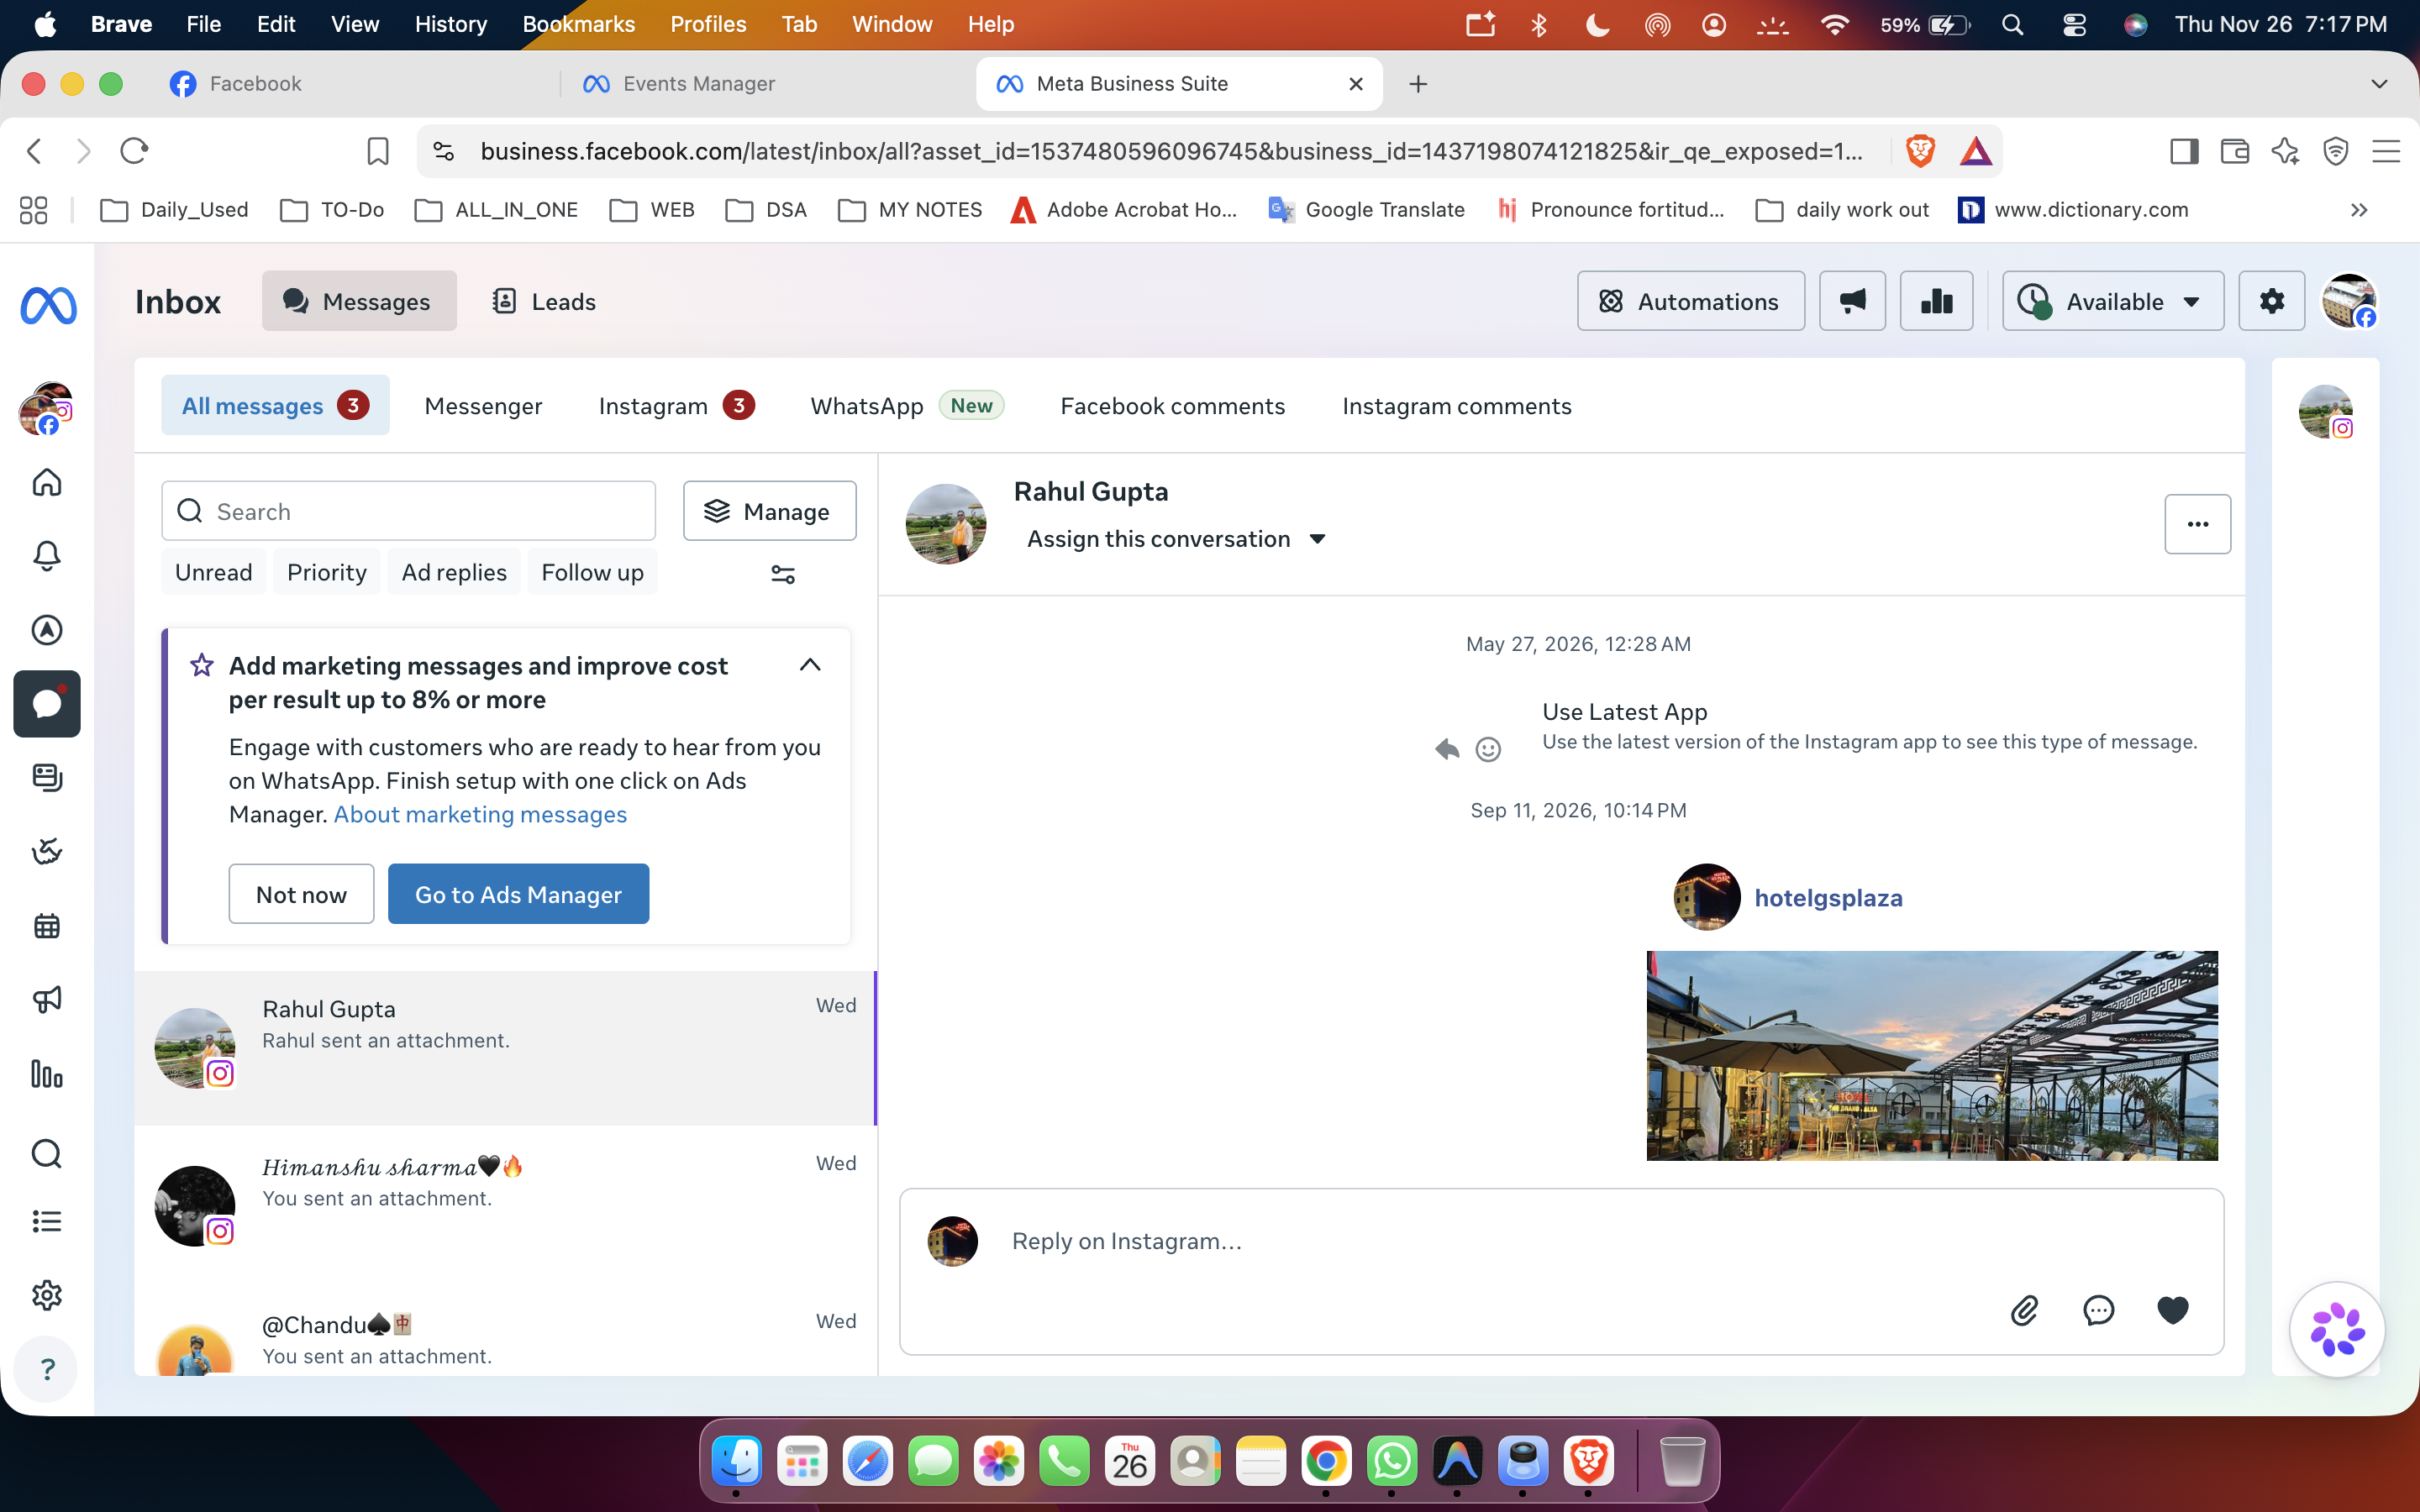 Brave File Edit View History Bookmarks Profiles Tab Window Help 59% Thu Nov 26 7:17 PM
Facebook Events Manager Meta Business Suite
business.facebook.com/latest/inbox/all?asset_id=1537480596096745&business_id=1437198074121825&ir_qe_exposed=1...
Daily_Used TO-Do ALL_IN_ONE WEB DSA MY NOTES Adobe Acrobat Ho... Google Translate hj Pronounce fortitud... daily work out www.dictionary.com
Inbox Messages Leads Automations Available
All messages 3 Messenger Instagram 3 WhatsApp New Facebook comments Instagram comments
Search Manage
Unread Priority Ad replies Follow up
Add marketing messages and improve cost
per result up to 8% or more
Engage with customers who are ready to hear from you
on WhatsApp. Finish setup with one click on Ads
Manager. About marketing messages
Not now Go to Ads Manager
Rahul Gupta Wed
Rahul sent an attachment.
𝐻𝑖𝑚𝑎𝑛𝑠ℎ𝑢 𝑠ℎ𝑎𝑟𝑚𝑎🖤🔥 Wed
You sent an attachment.
@Chandu♠️🀄 Wed
You sent an attachment.
Rahul Gupta
Assign this conversation
May 27, 2026, 12:28 AM
Use Latest App
Use the latest version of the Instagram app to see this type of message.
Sep 11, 2026, 10:14 PM
hotelgsplaza
Reply on Instagram...
?
Thu
26